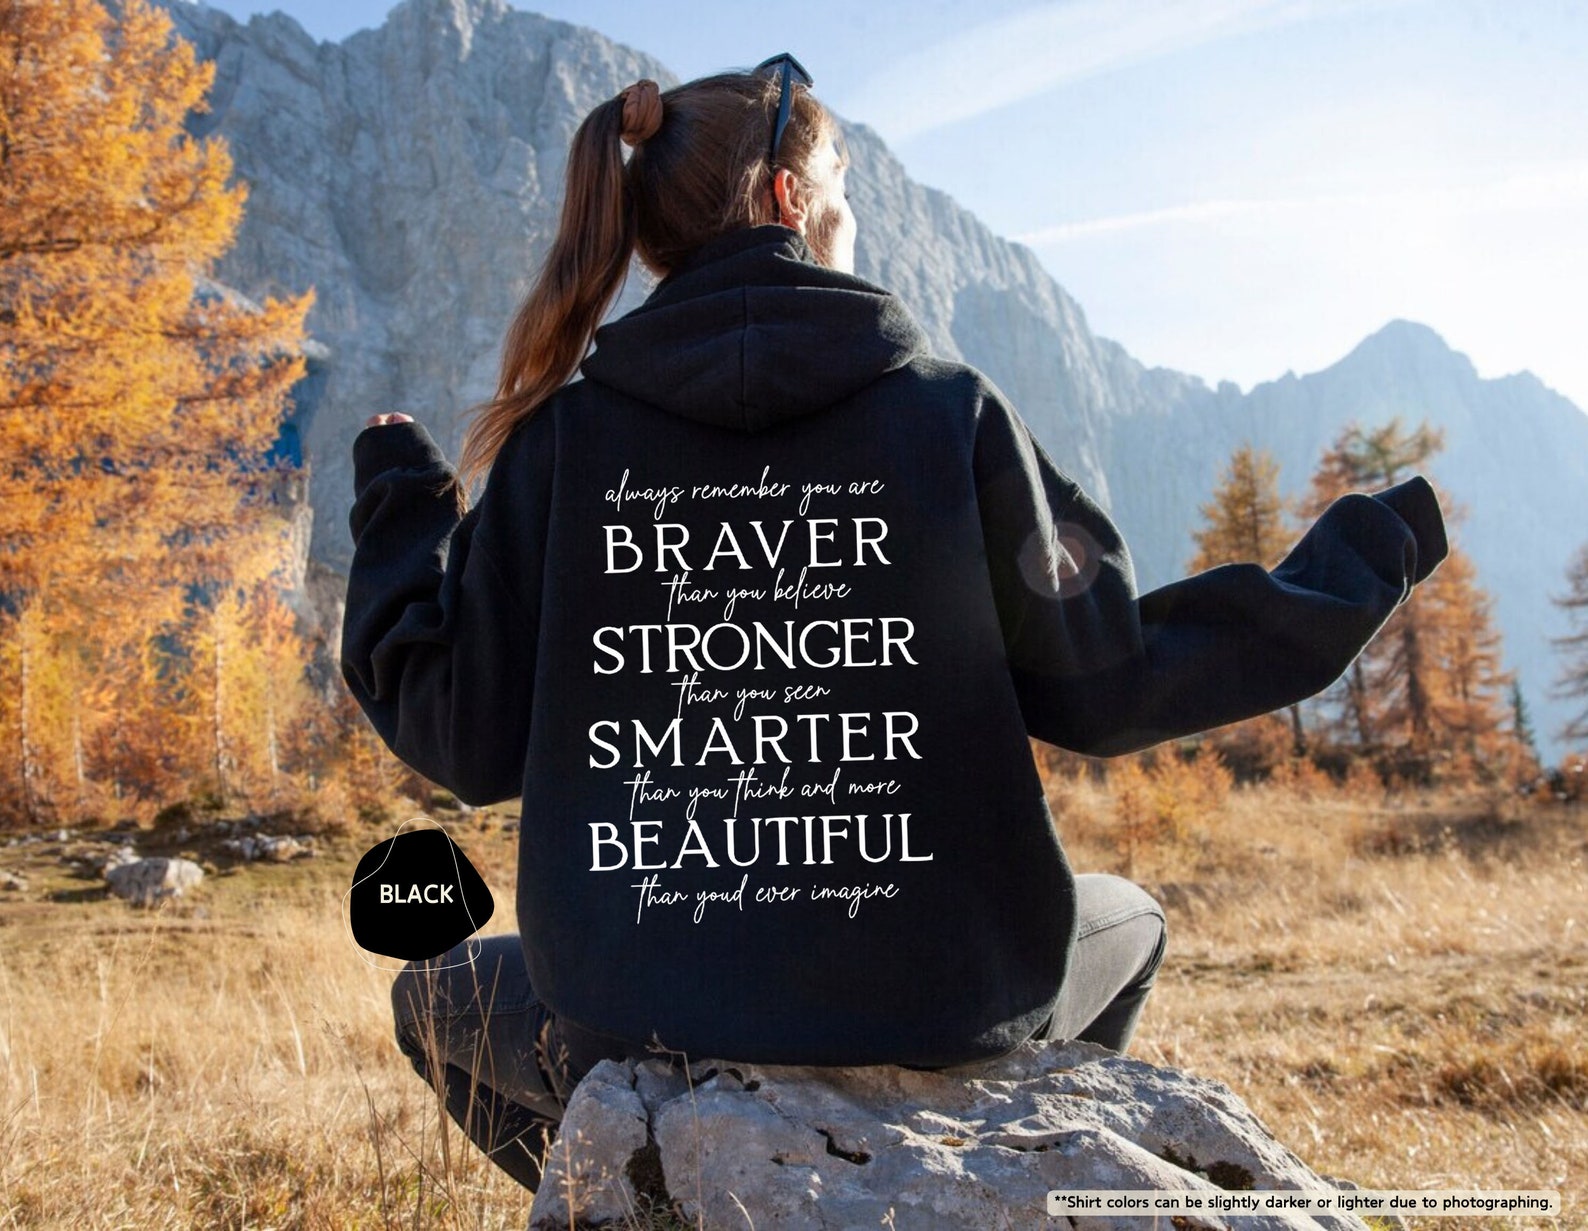 always remember you are
BRAVER
than you believe
STRONGER
than you seen
SMARTER
than you think and more
BEAUTIFUL
than youd ever imagine
BLACK
**Shirt colors can be slightly darker or lighter due to photographing.